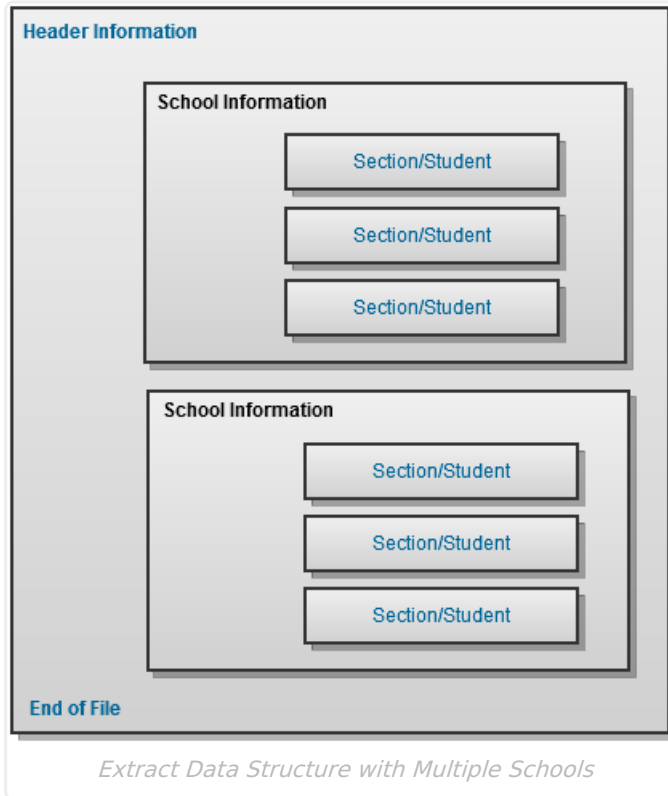 Header Information
School Information
Section/Student
Section/Student
Section/Student
School Information
Section/Student
Section/Student
Section/Student
End of File
Extract Data Structure with Multiple Schools